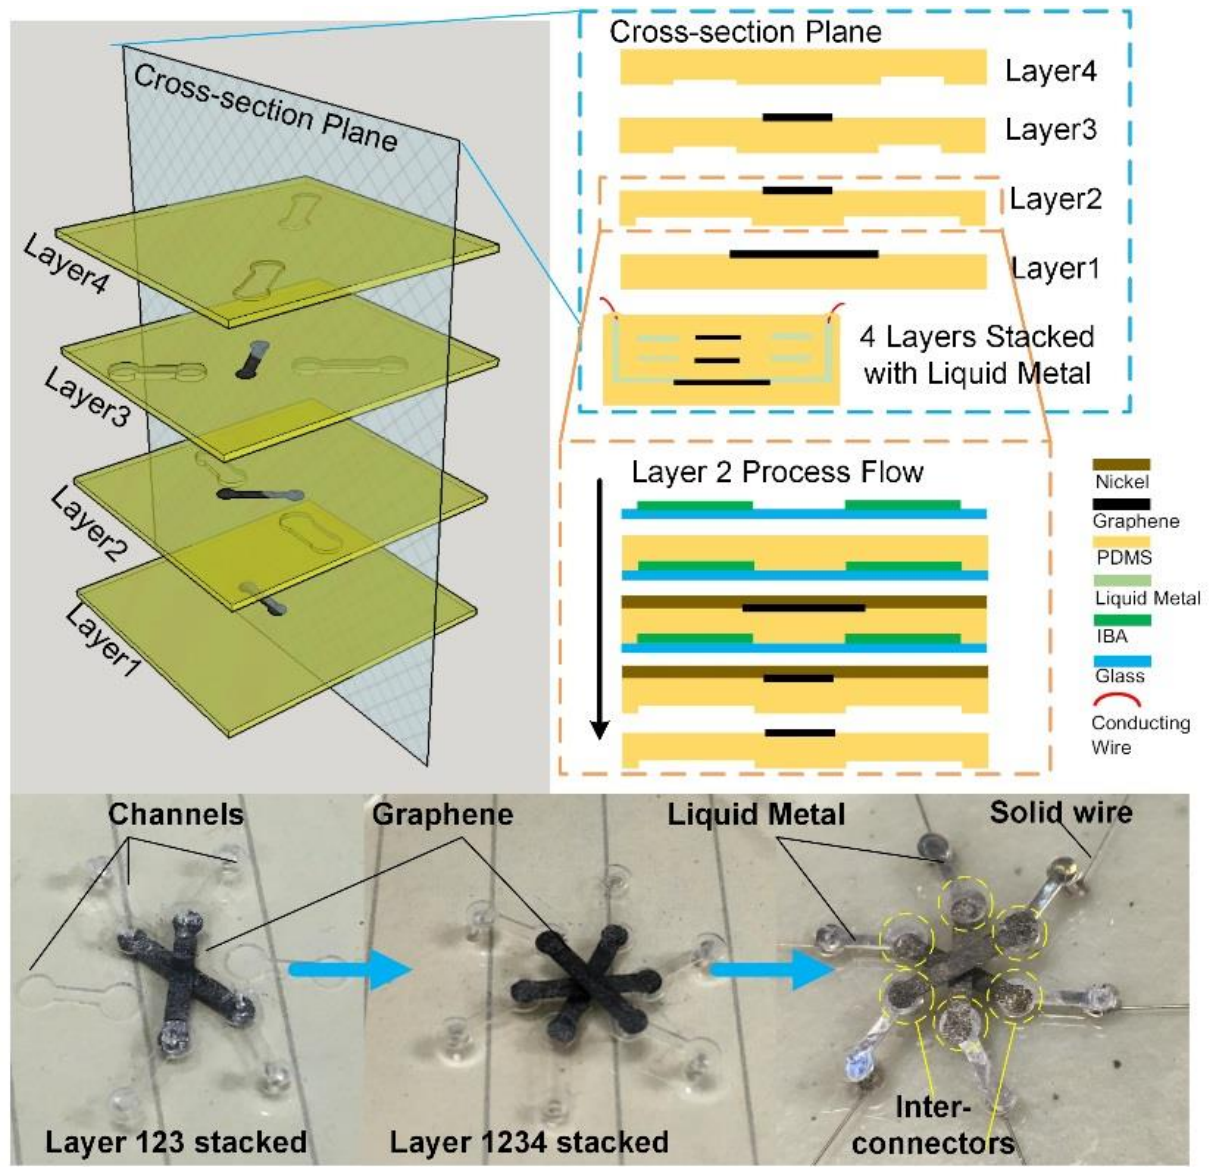 Cross-section Plane
Layer4
Layer3
Layer2
Layer1
Cross-section Plane
Layer4
Layer3
Layer2
Layer1
4 Layers Stacked
with Liquid Metal
Layer 2 Process Flow
Nickel
Graphene
PDMS
Liquid Metal
IBA
Glass
Conducting
Wire
Channels
Graphene
Liquid Metal
Solid wire
Layer 123 stacked
Layer 1234 stacked
Inter-
connectors